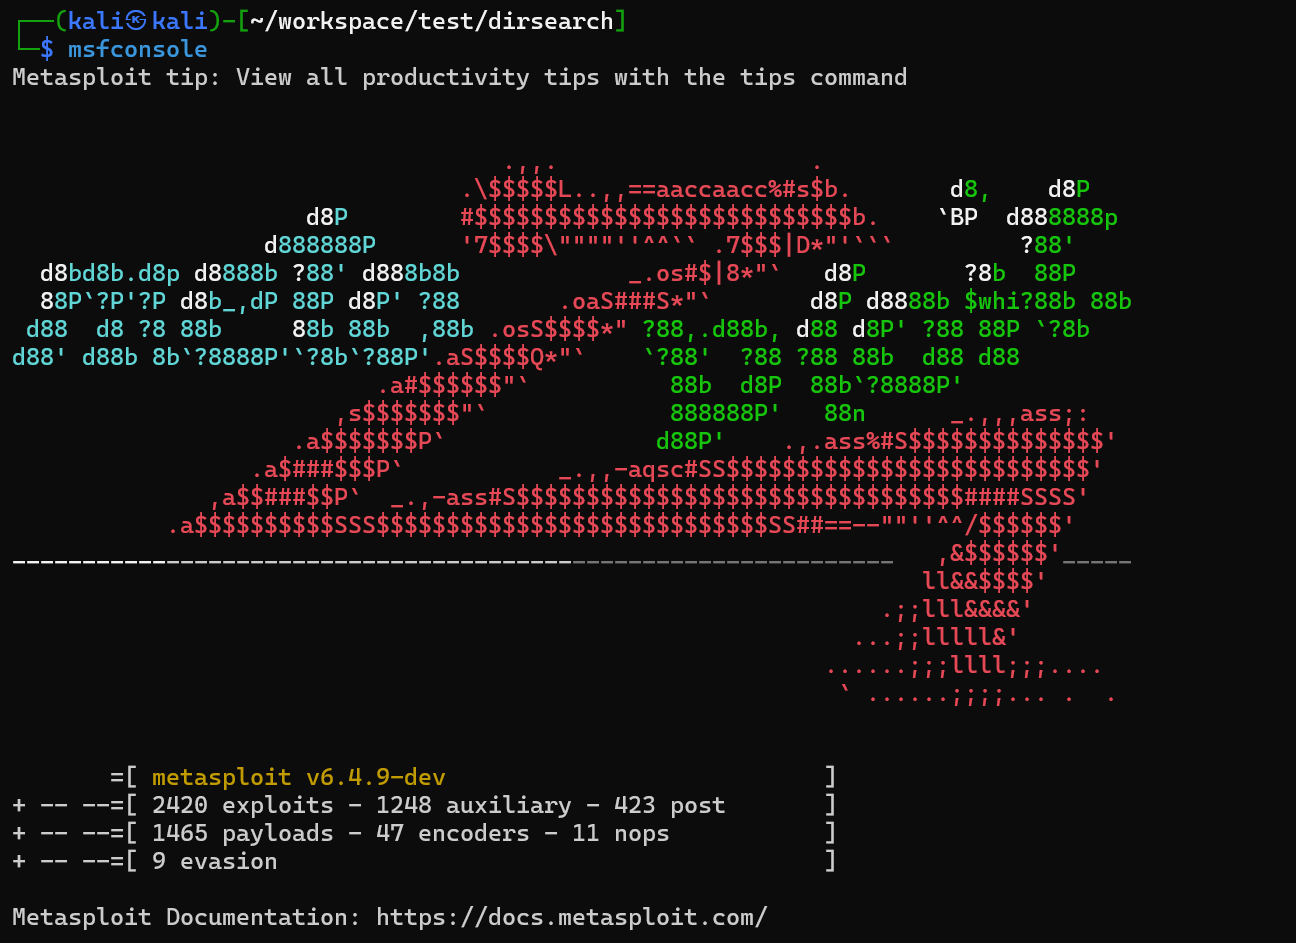 ┌──(kali㉿kali)-[~/workspace/test/dirsearch]
└─$ msfconsole
Metasploit tip: View all productivity tips with the tips command
                                   .,,.                  .
                                .\$$$$$L..,,==aaccaacc%#s$b.       d8,    d8P
                     d8P        #$$$$$$$$$$$$$$$$$$$$$$$$$$$b.    `BP  d888888p
                  d888888P      '7$$$$\""""''^^`` .7$$$|D*"'```         ?88'
  d8bd8b.d8p d8888b ?88' d888b8b            _.os#$|8*"`   d8P       ?8b  88P
  88P`?P'?P d8b_,dP 88P d8P' ?88       .oaS###S*"`       d8P d8888b $whi?88b 88b
 d88  d8 ?8 88b     88b 88b  ,88b .osS$$$$*" ?88,.d88b, d88 d8P' ?88 88P `?8b
d88' d88b 8b`?8888P'`?8b`?88P'.aS$$$$Q*"`    `?88'  ?88 ?88 88b  d88 d88
                          .a#$$$$$$"`          88b  d8P  88b`?8888P'
                       ,s$$$$$$$"`             888888P'   88n      _.,,,ass;:
                    .a$$$$$$$P`               d88P'    .,.ass%#S$$$$$$$$$$$$$$'
                 .a$###$$$P`           _.,,-aqsc#SS$$$$$$$$$$$$$$$$$$$$$$$$$$'
              ,a$$###$$P`  _.,-ass#S$$$$$$$$$$$$$$$$$$$$$$$$$$$$$$$$####SSSS'
           .a$$$$$$$$$$SSS$$$$$$$$$$$$$$$$$$$$$$$$$$$$SS##==--""''^^/$$$$$$'
_______________________________________________________________   ,&$$$$$$'_____
                                                                 ll&&$$$$'
                                                              .;;lll&&&&'
                                                            ...;;lllll&'
                                                          ......;;;llll;;;....
                                                           ` ......;;;;... .  .
       =[ metasploit v6.4.9-dev                           ]
+ -- --=[ 2420 exploits - 1248 auxiliary - 423 post       ]
+ -- --=[ 1465 payloads - 47 encoders - 11 nops           ]
+ -- --=[ 9 evasion                                       ]
Metasploit Documentation: https://docs.metasploit.com/